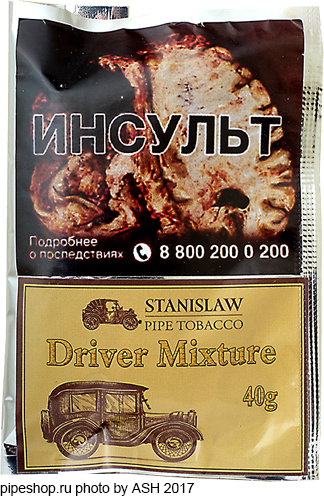 ИНСУЛЬТ
Подробнее
о последствиях 8 800 200 0 200
STANISLAW
PIPE TOBACCO
Driver Mixture
40g
pipeshop.ru photo by ASH 2017